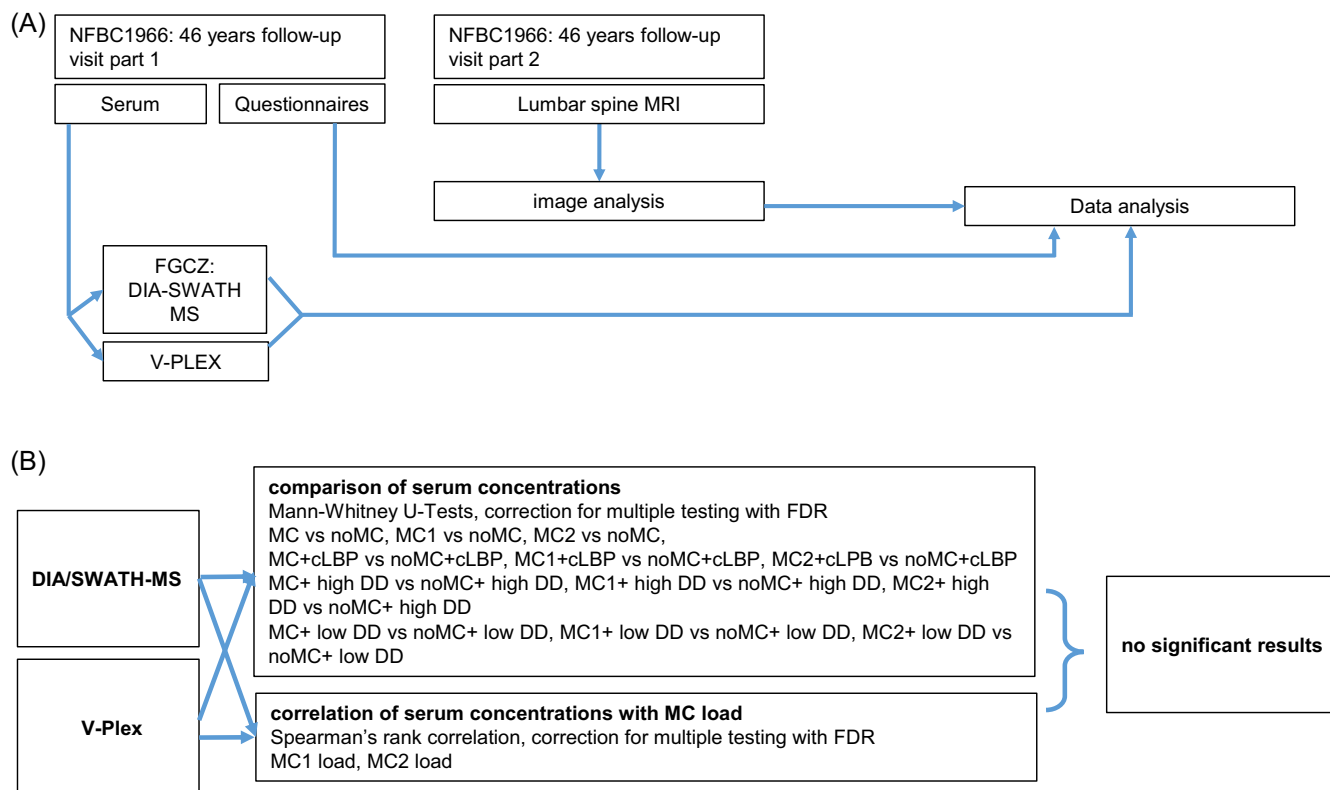 (A)
NFBC1966: 46 years follow-up
visit part 1
NFBC1966: 46 years follow-up
visit part 2
Serum
Questionnaires
Lumbar spine MRI
image analysis
Data analysis
FGCZ:
DIA-SWATH
MS
V-PLEX
(B)
DIA/SWATH-MS
V-Plex
comparison of serum concentrations
Mann-Whitney U-Tests, correction for multiple testing with FDR
MC vs noMC, MC1 vs noMC, MC2 vs noMC,
MC+cLBP vs noMC+cLBP, MC1+cLBP vs noMC+cLBP, MC2+cLPB vs noMC+cLBP
MC+ high DD vs noMC+ high DD, MC1+ high DD vs noMC+ high DD, MC2+ high
DD vs noMC+ high DD
MC+ low DD vs noMC+ low DD, MC1+ low DD vs noMC+ low DD, MC2+ low DD vs
noMC+ low DD
correlation of serum concentrations with MC load
Spearman's rank correlation, correction for multiple testing with FDR
MC1 load, MC2 load
no significant results